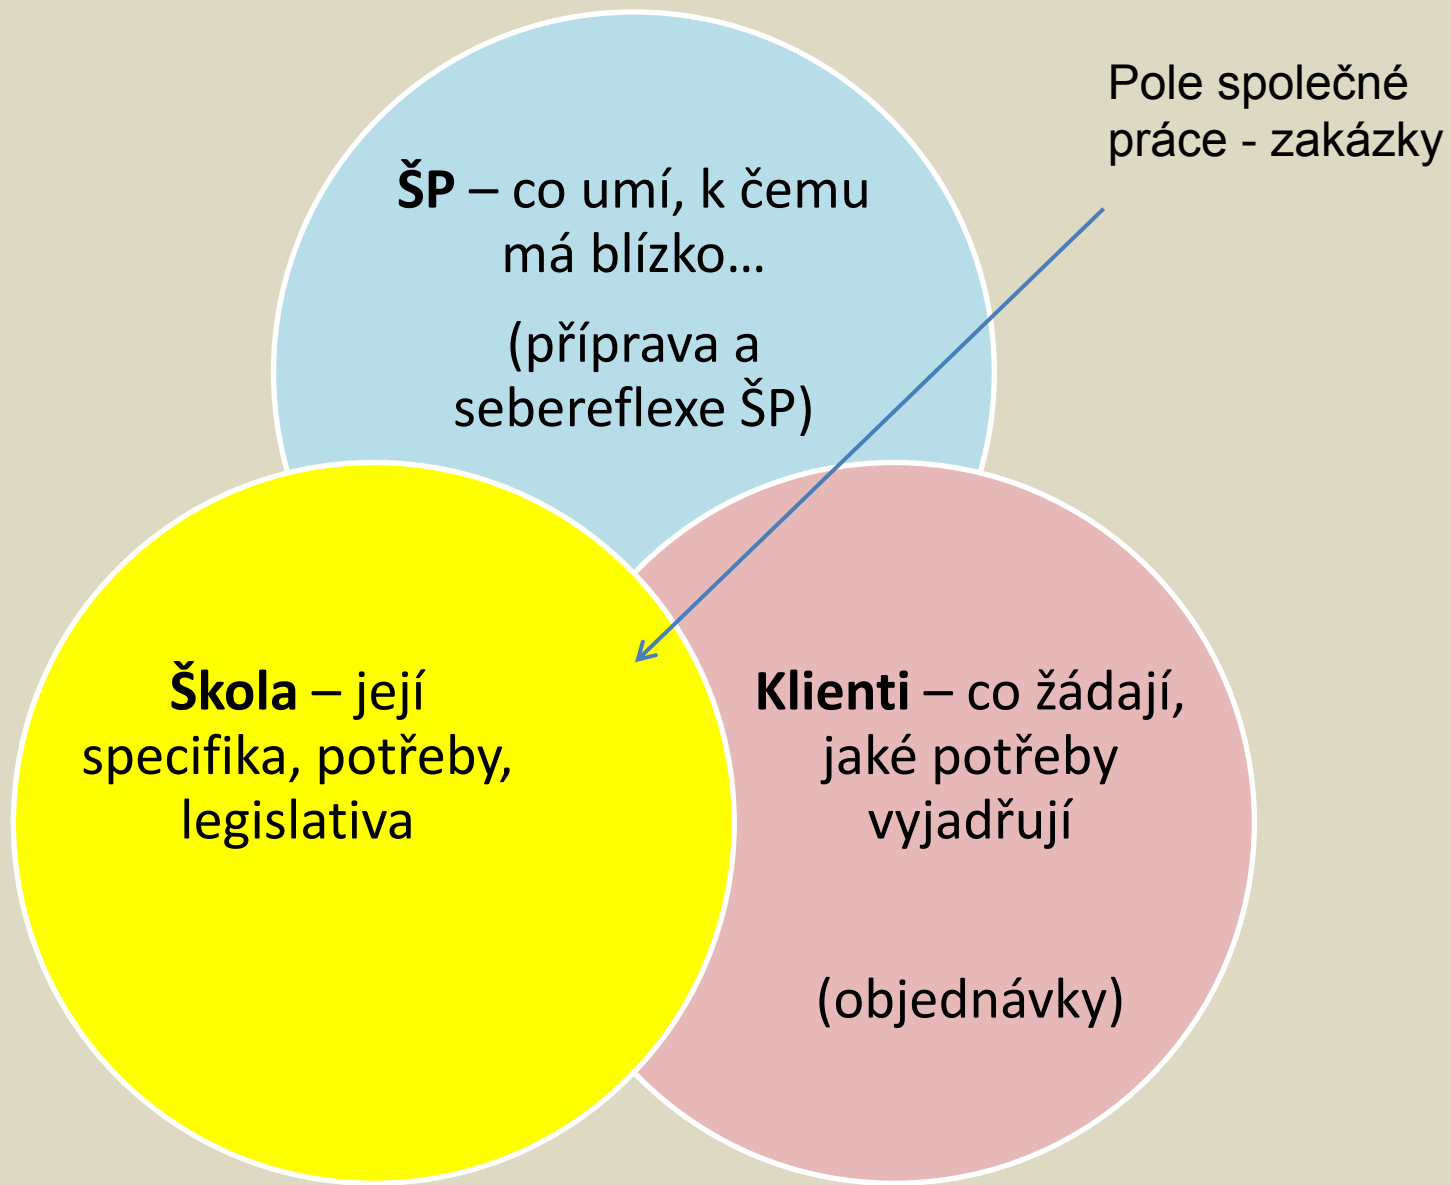 Pole společné
práce - zakázky
ŠP – co umí, k čemu
má blízko…
(příprava a
sebereflexe ŠP)
Škola – její
specifika, potřeby,
legislativa
Klienti – co žádají,
jaké potřeby
vyjadřují
(objednávky)